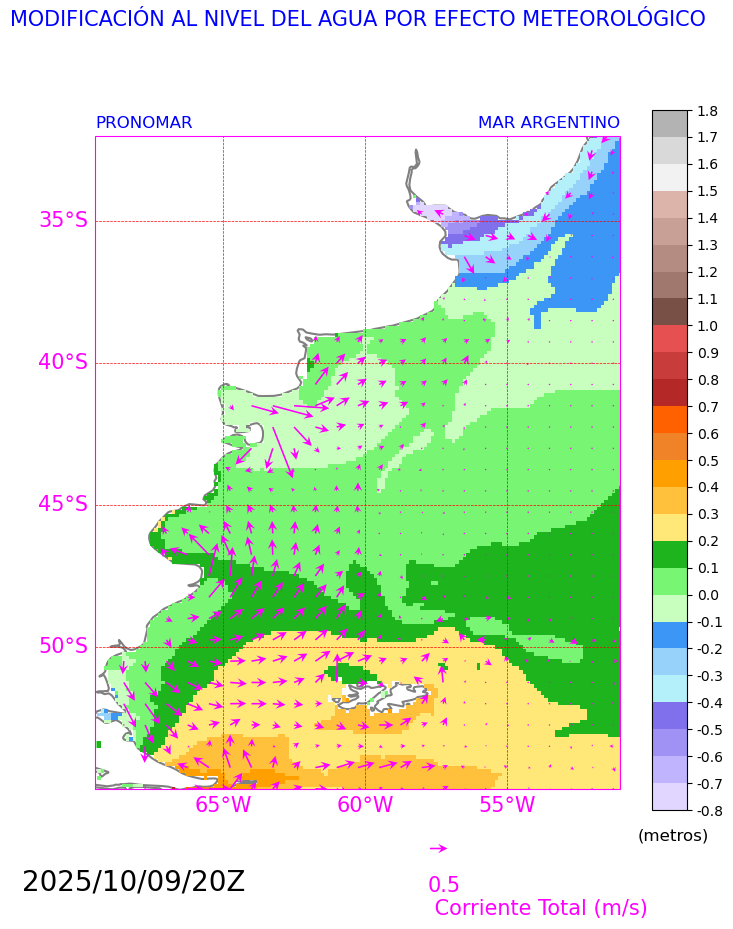 MODIFICACIÓN AL NIVEL DEL AGUA POR EFECTO METEOROLÓGICO
PRONOMAR
MAR ARGENTINO
35°S
40°S
45°S
50°S
65°W
60°W
55°W
1.8
1.7
1.6
1.5
1.4
1.3
1.2
1.1
1.0
0.9
0.8
0.7
0.6
0.5
0.4
0.3
0.2
0.1
0.0
-0.1
-0.2
-0.3
-0.4
-0.5
-0.6
-0.7
-0.8
(metros)
2025/10/09/20Z
0.5
Corriente Total (m/s)